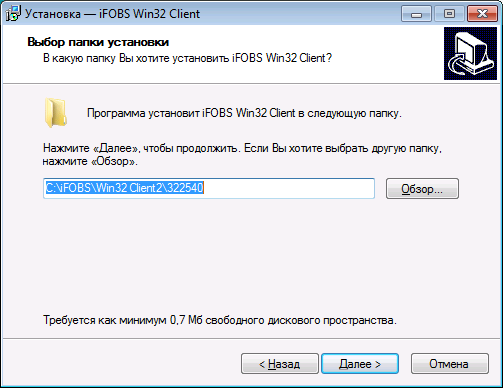 Установка — iFOBS Win32 Client
Выбор папки установки
В какую папку Вы хотите установить iFOBS Win32 Client?
Программа установит iFOBS Win32 Client в следующую папку.
Нажмите «Далее», чтобы продолжить. Если Вы хотите выбрать другую папку,
нажмите «Обзор».
C:\iFOBS\Win32 Client2\322540
Обзор...
Требуется как минимум 0,7 Мб свободного дискового пространства.
< Назад
Далее >
Отмена